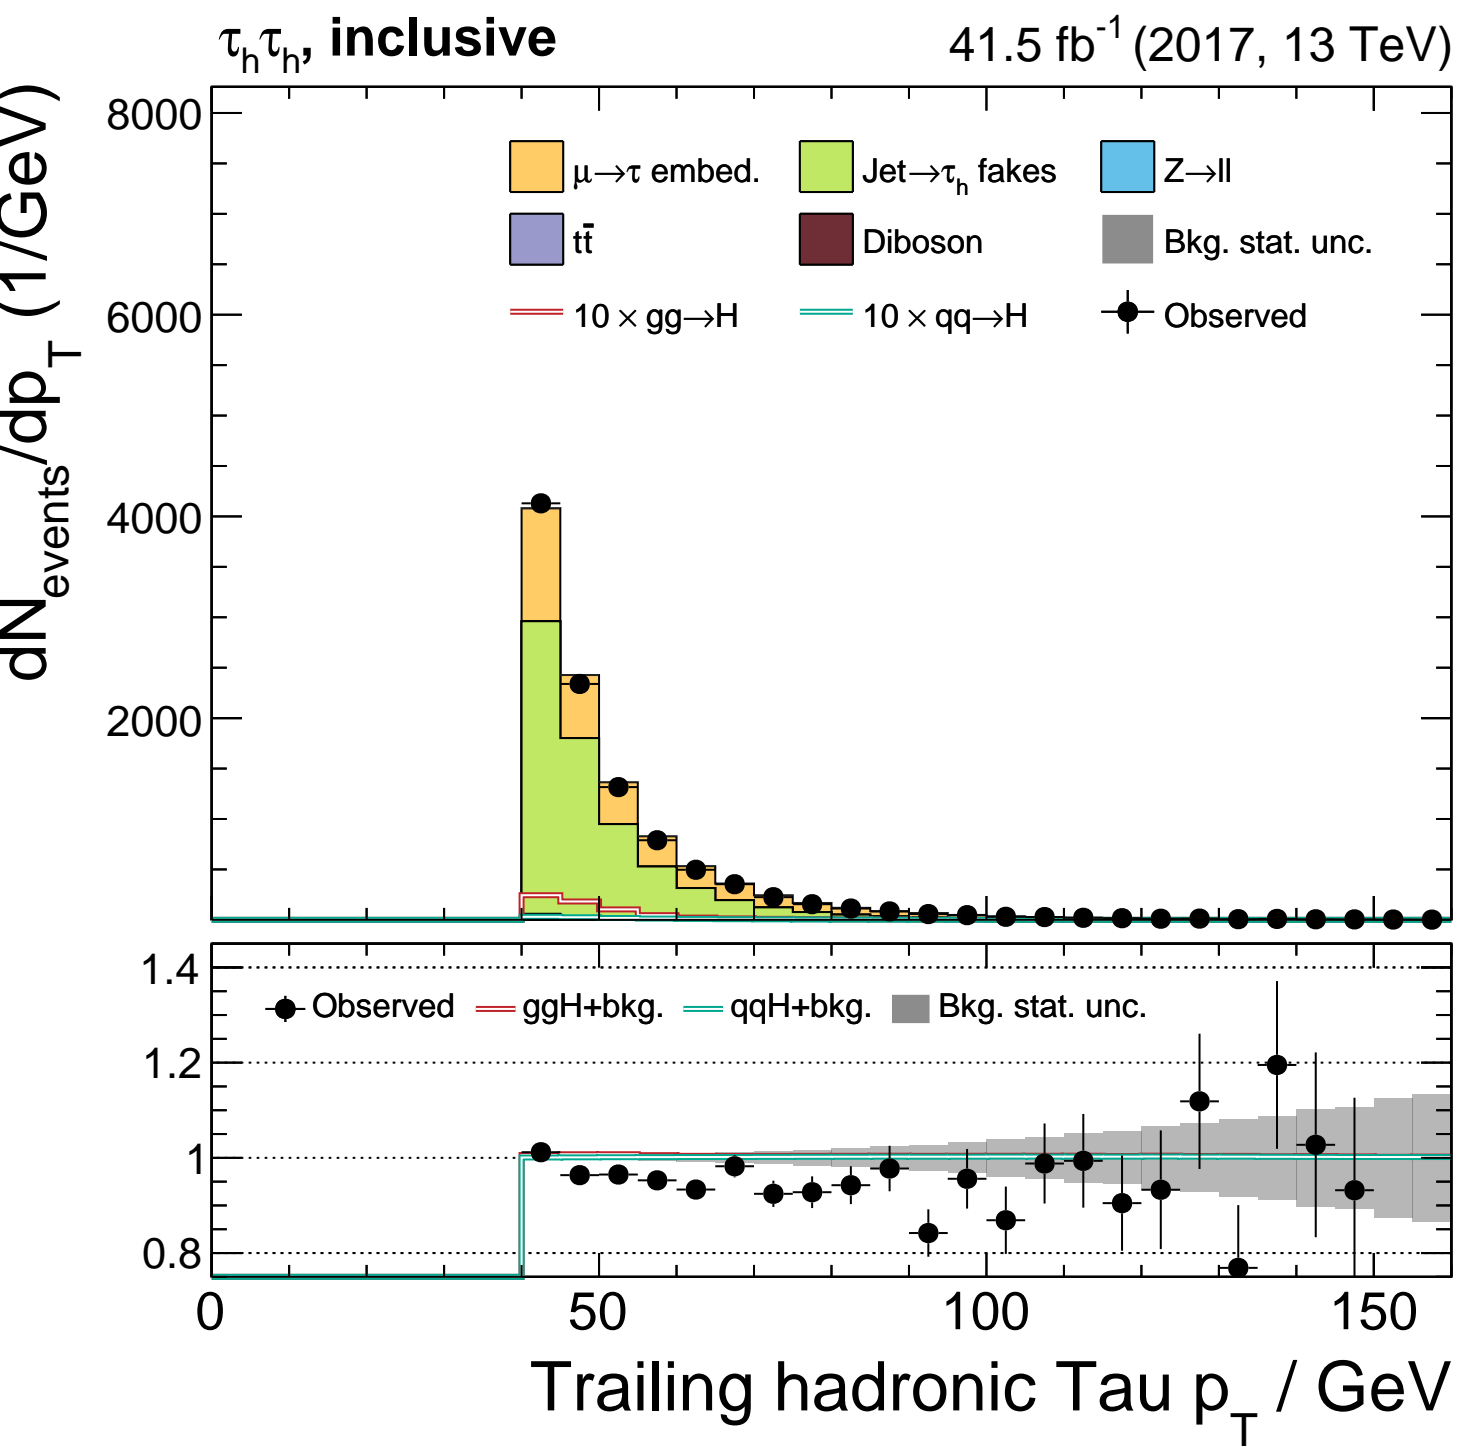 τhτh, inclusive 41.5 fb-1 (2017, 13 TeV)
dNevents/dpT (1/GeV)
8000
6000
4000
2000
μ→τ embed. Jet→τh fakes Z→ll
tt̄ Diboson Bkg. stat. unc.
10 × gg→H 10 × qq→H Observed
1.4
1.2
1
0.8
Observed ggH+bkg. qqH+bkg. Bkg. stat. unc.
0 50 100 150
Trailing hadronic Tau pT / GeV